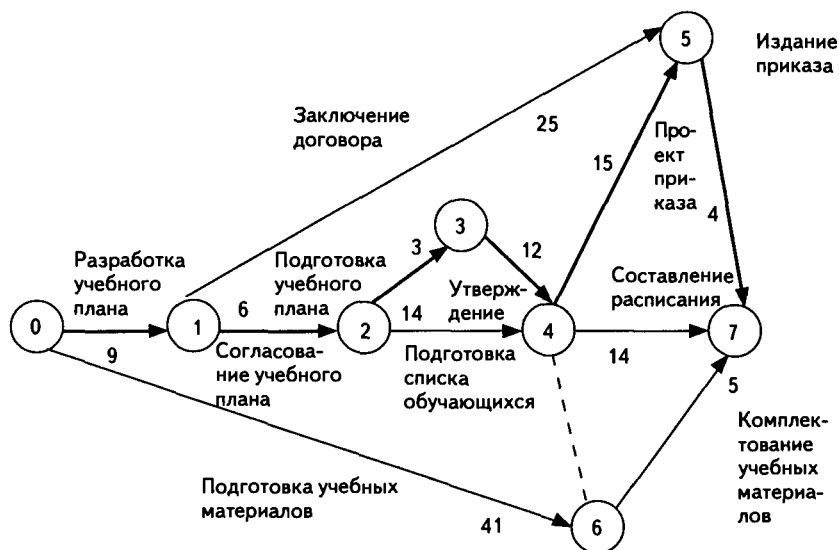 5
Издание
приказа
Заключение
договора
25
15
Про-
ект
при-
каза
4
3
3
12
Разработка
учебного
плана
Подготовка
учебного
плана
6
14
Утверж-
дение
Составление
расписания
0
1
2
4
7
9
Согласова-
ние учебного
плана
Подготовка
списка
обучающихся
14
5
Комплек-
тование
учебных
материа-
лов
Подготовка учебных
материалов
41
6